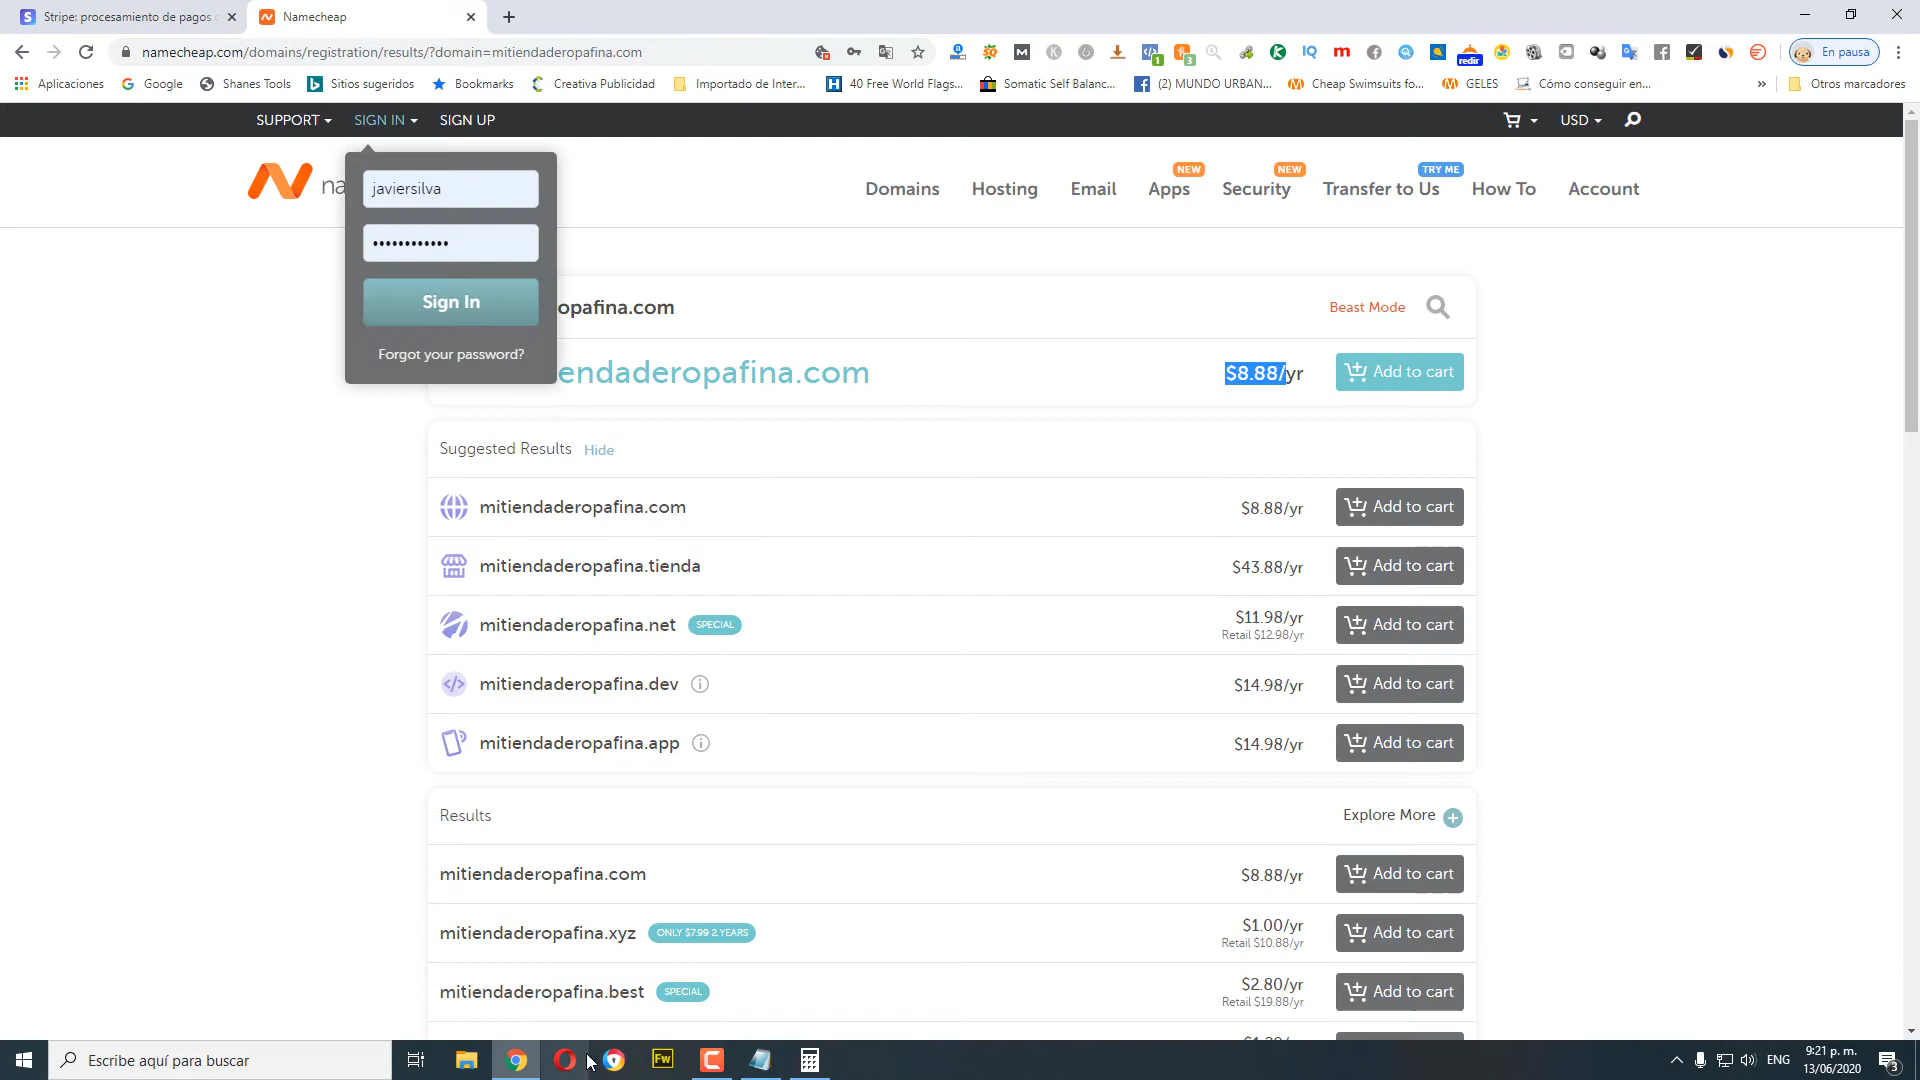 Stripe: procesamiento de pagos
Namecheap
namecheap.com/domains/registration/results/?domain=mitiendaderopafina.com
1
3
redir
En pausa
Aplicaciones
Google
Shanes Tools
Sitios sugeridos
Bookmarks
Creativa Publicidad
Importado de Inter...
40 Free World Flags...
Somatic Self Balanc...
(2) MUNDO URBAN...
Cheap Swimsuits fo...
GELES
Cómo conseguir en...
»
Otros marcadores
SUPPORT
SIGN IN
SIGN UP
USD
NEW
NEW
TRY ME
na
Domains
Hosting
Email
Apps
Security
Transfer to Us
How To
Account
javiersilva
••••••••••••
Sign In
Forgot your password?
opafina.com
Beast Mode
endaderopafina.com
$8.88/yr
Add to cart
Suggested Results
Hide
mitiendaderopafina.com
$8.88/yr
Add to cart
mitiendaderopafina.tienda
$43.88/yr
Add to cart
mitiendaderopafina.net
SPECIAL
$11.98/yr
Retail $12.98/yr
Add to cart
mitiendaderopafina.dev
$14.98/yr
Add to cart
mitiendaderopafina.app
$14.98/yr
Add to cart
Results
Explore More
mitiendaderopafina.com
$8.88/yr
Add to cart
mitiendaderopafina.xyz
ONLY $7.99 2 YEARS
$1.00/yr
Retail $10.88/yr
Add to cart
mitiendaderopafina.best
SPECIAL
$2.80/yr
Retail $19.88/yr
Add to cart
Escribe aquí para buscar
Fw
ENG
9:21 p. m.
13/06/2020
3